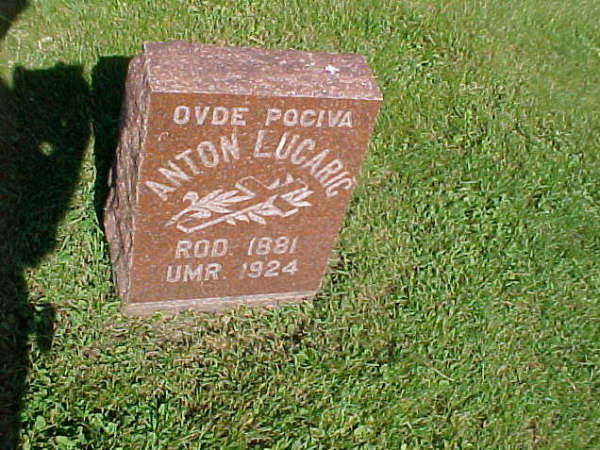 OVDE POCIVA
ANTON LUCARIC
ROD. 1881
UMR. 1924